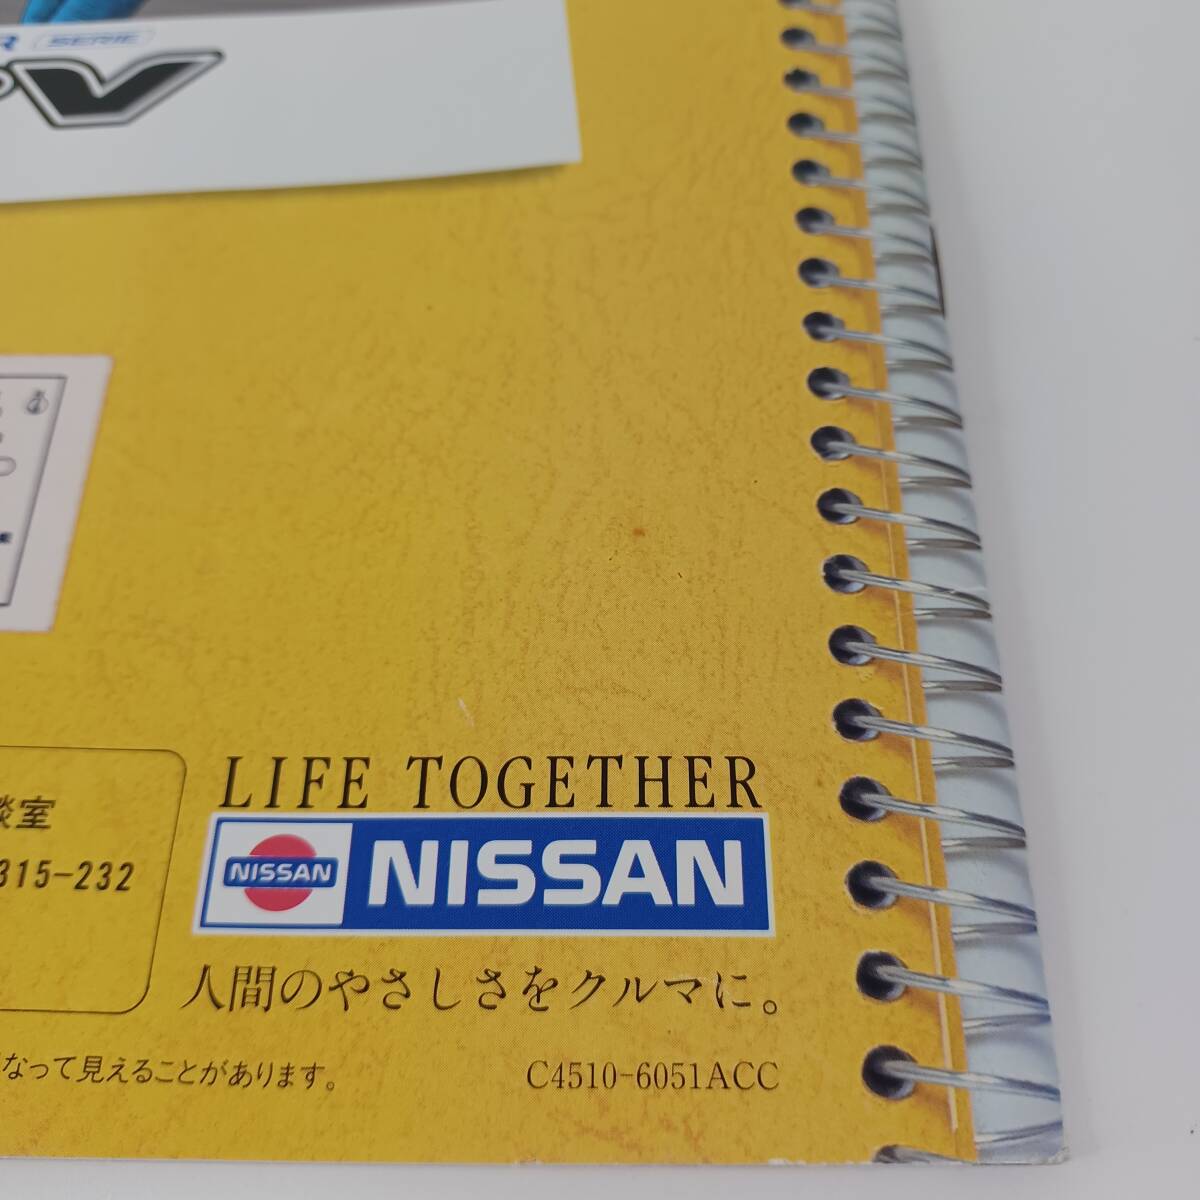 R SERIE
談室
315-232
LIFE TOGETHER
NISSAN NISSAN
人間のやさしさをクルマに。
なって見えることがあります。 C4510-6051ACC